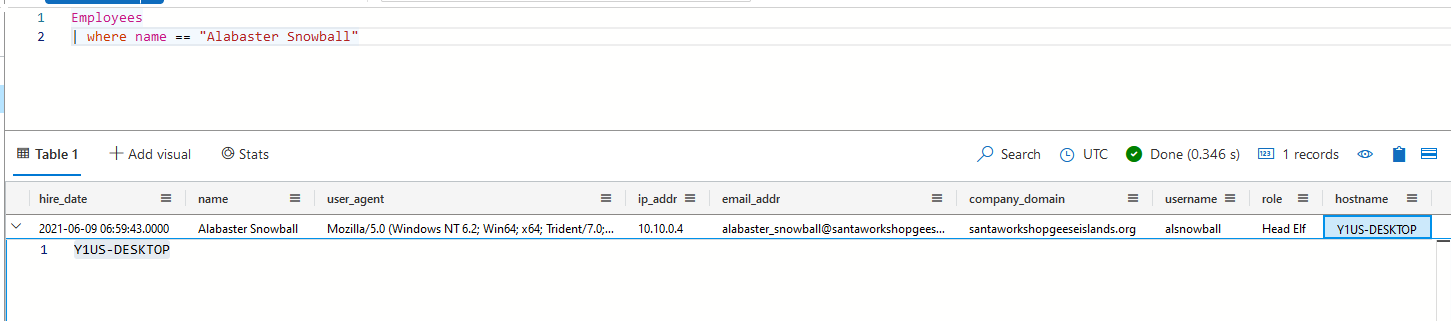 1 Employees
2 | where name == "Alabaster Snowball"
Table 1 Add visual Stats Search UTC Done (0.346 s) 123 1 records
hire_date name user_agent ip_addr email_addr company_domain username role hostname
2021-06-09 06:59:43.0000 Alabaster Snowball Mozilla/5.0 (Windows NT 6.2; Win64; x64; Trident/7.0;... 10.10.0.4 alabaster_snowball@santaworkshopgees... santaworkshopgeeseislands.org alsnowball Head Elf Y1US-DESKTOP
1 Y1US-DESKTOP